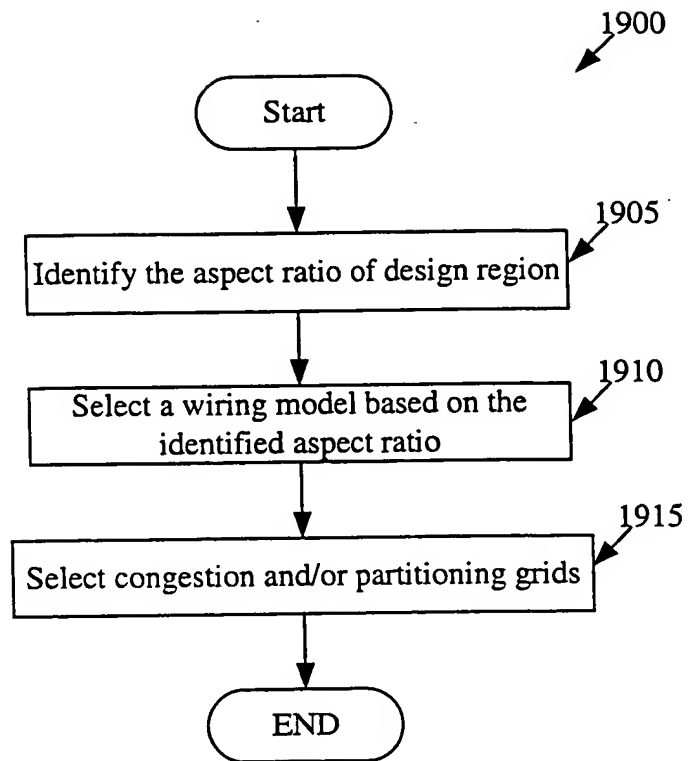 1900
Start
1905
Identify the aspect ratio of design region
1910
Select a wiring model based on the
identified aspect ratio
1915
Select congestion and/or partitioning grids
END